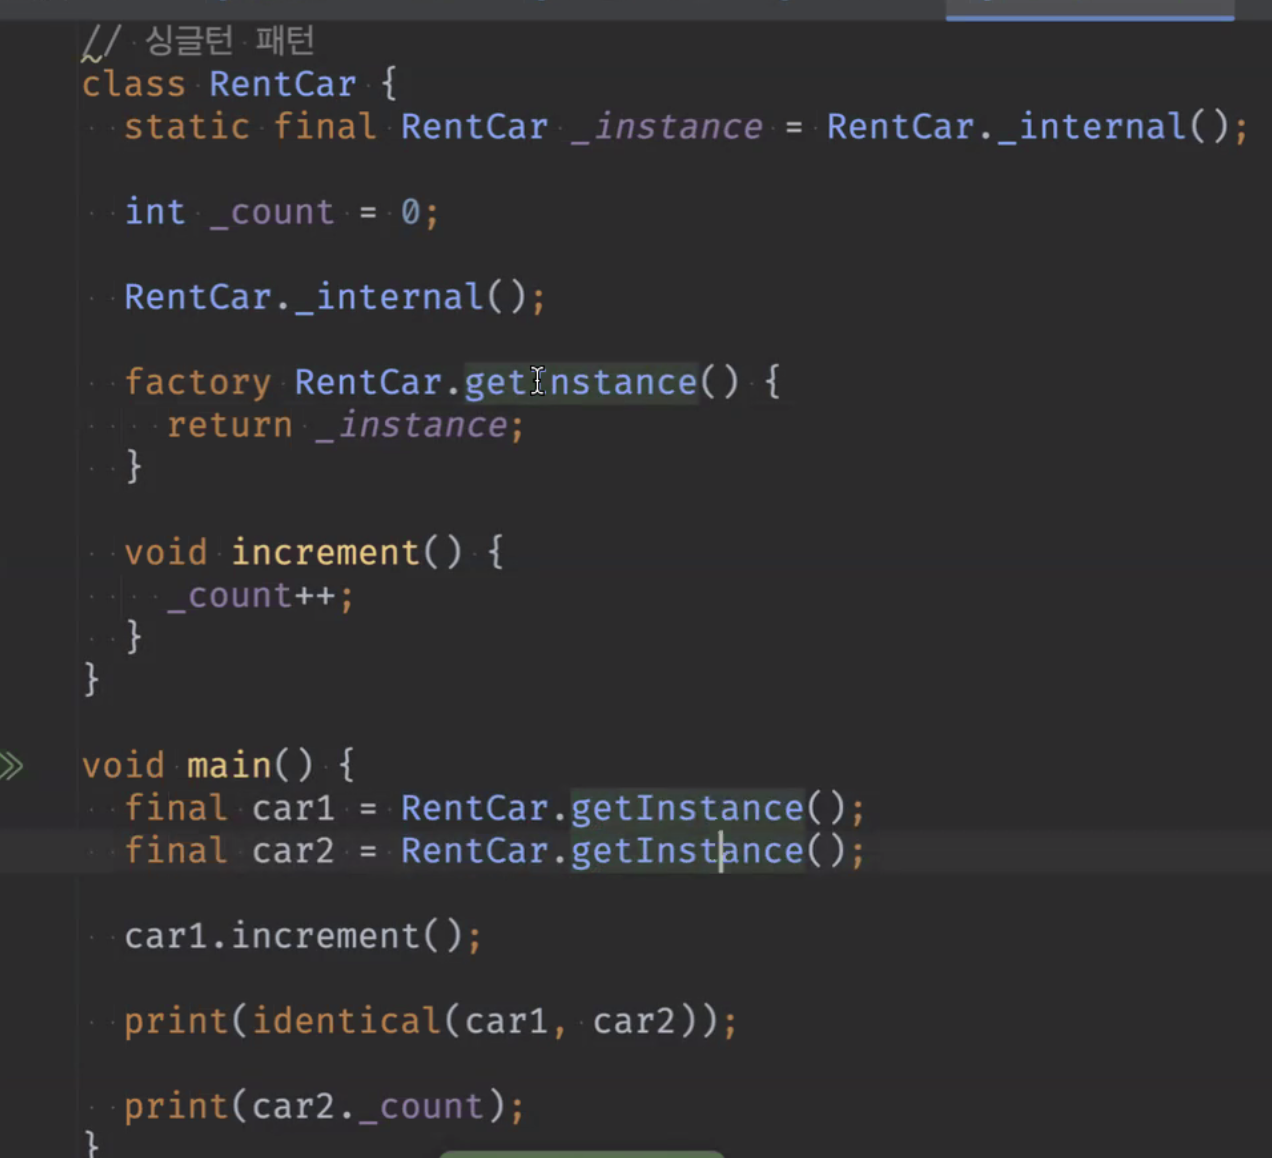 // 싱글턴 패턴
class RentCar {
  static final RentCar _instance = RentCar._internal();

  int _count = 0;

  RentCar._internal();

  factory RentCar.getInstance() {
    return _instance;
  }

  void increment() {
    _count++;
  }
}

void main() {
  final car1 = RentCar.getInstance();
  final car2 = RentCar.getInstance();

  car1.increment();

  print(identical(car1, car2));

  print(car2._count);
}